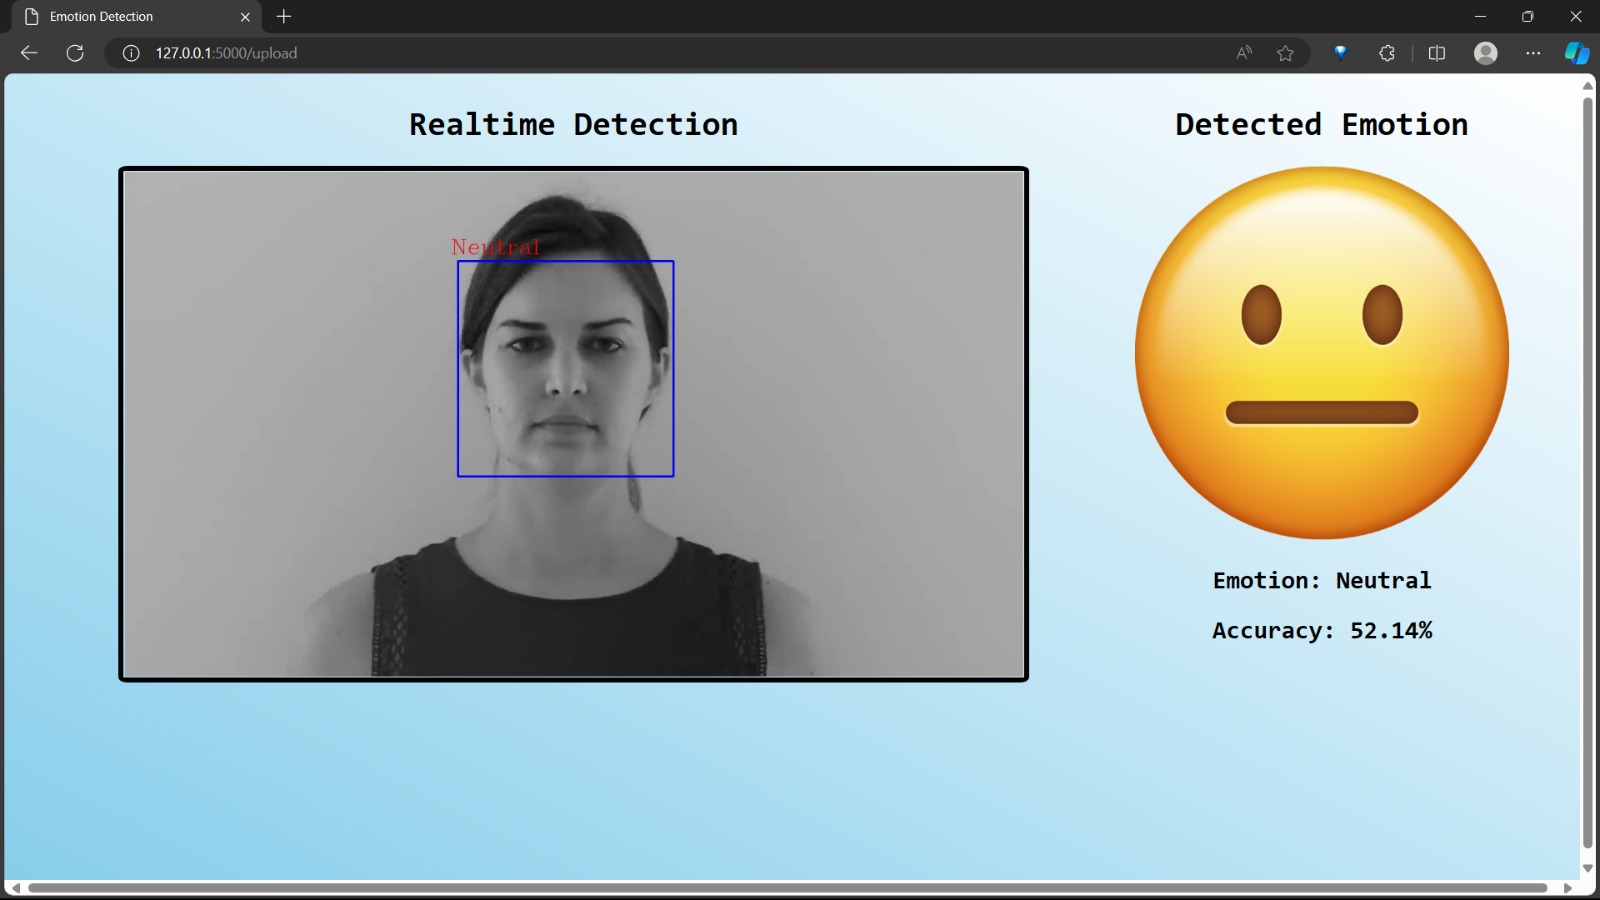 Emotion Detection
127.0.0.1:5000/upload
Realtime Detection
Detected Emotion
Neutral
Emotion: Neutral
Accuracy: 52.14%